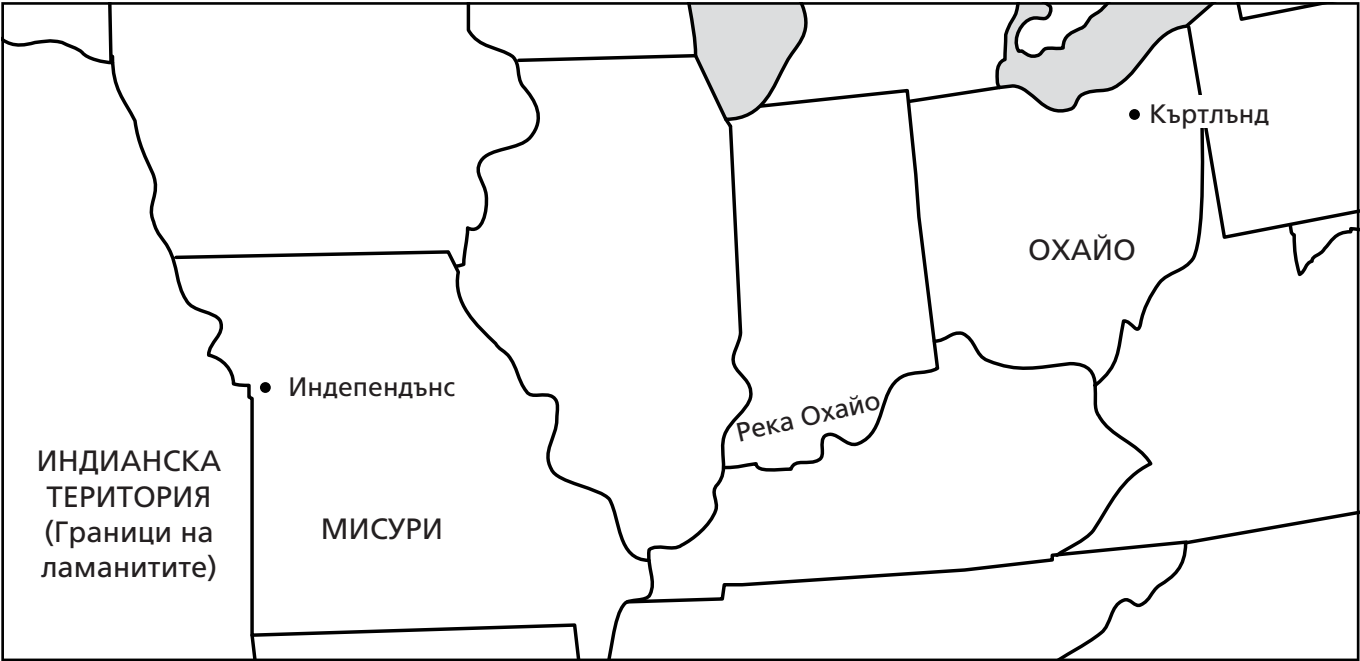 Къртлънд
ОХАЙО
Индепендънс
Река Охайо
ИНДИАНСКА
ТЕРИТОРИЯ
(Граници на
ламанитите)
МИСУРИ